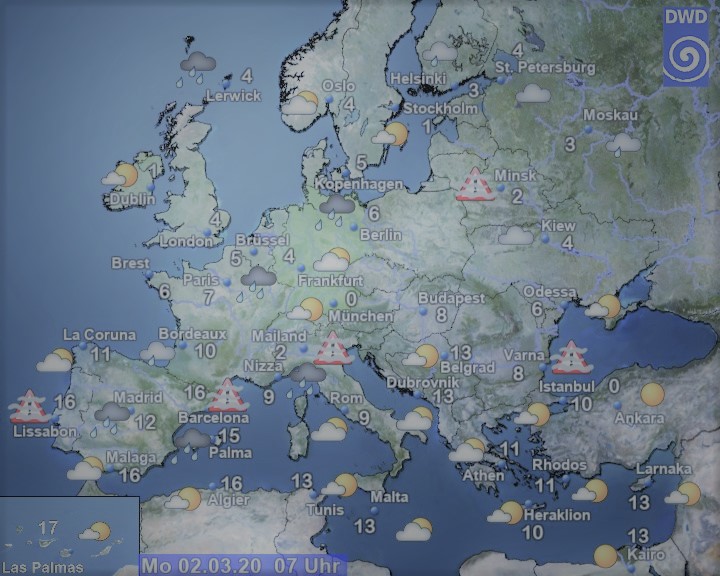 DWD
4
Lerwick
Oslo
4
Helsinki
4
St. Petersburg
3
Stockholm
1
Moskau
3
5
Kopenhagen
Minsk
2
7
Dublin
4
London
6
Berlin
Kiew
4
Brüssel
5
4
Brest
6
Paris
7
Frankfurt
0
München
Budapest
8
Odessa
6
La Coruna
11
Bordeaux
10
Mailand
2
Nizza
9
13
Belgrad
Varna
8
Dubrovnik
13
Istanbul
0
10
Ankara
16
Lissabon
Madrid
12
16
Barcelona
15
Palma
Rom
9
Malaga
16
16
Algier
13
Tunis
Malta
13
11
Athen
Rhodos
11
Heraklion
10
Larnaka
13
13
Kairo
17
Las Palmas
Mo 02.03.20 07 Uhr